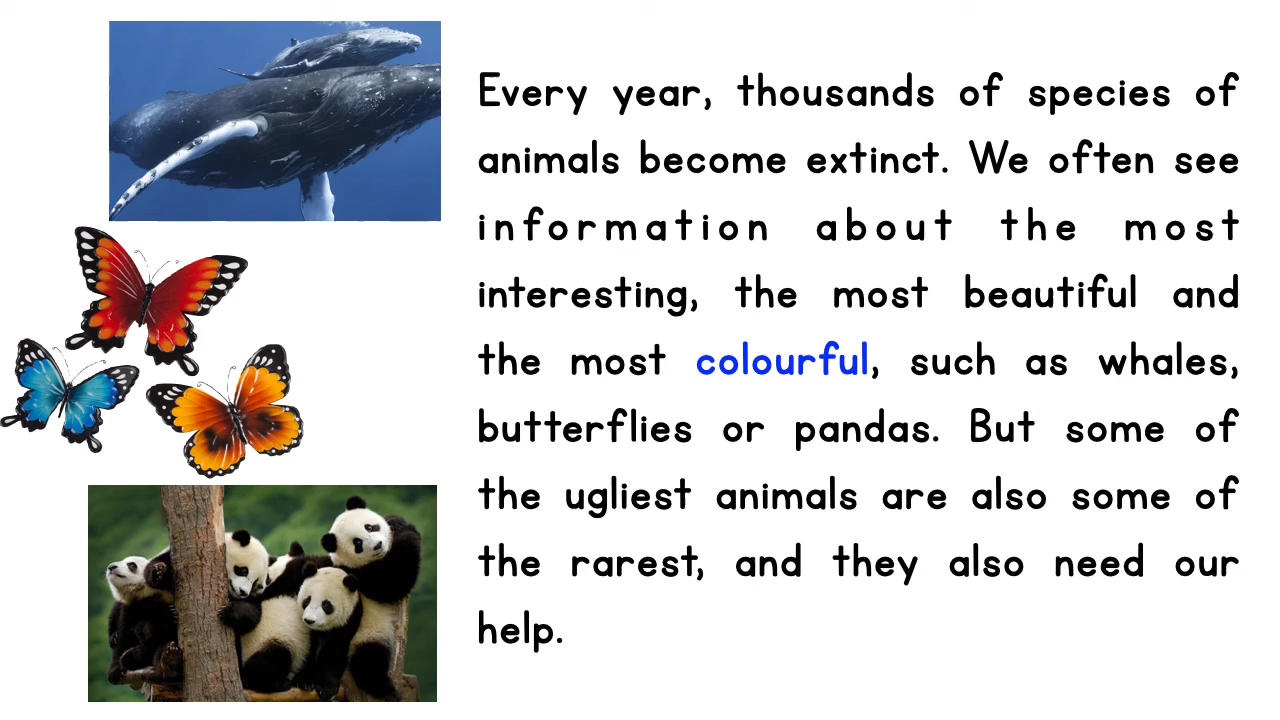 Every year, thousands of species of
animals become extinct. We often see
information about the most
interesting, the most beautiful and
the most colourful, such as whales,
butterflies or pandas. But some of
the ugliest animals are also some of
the rarest, and they also need our
help.